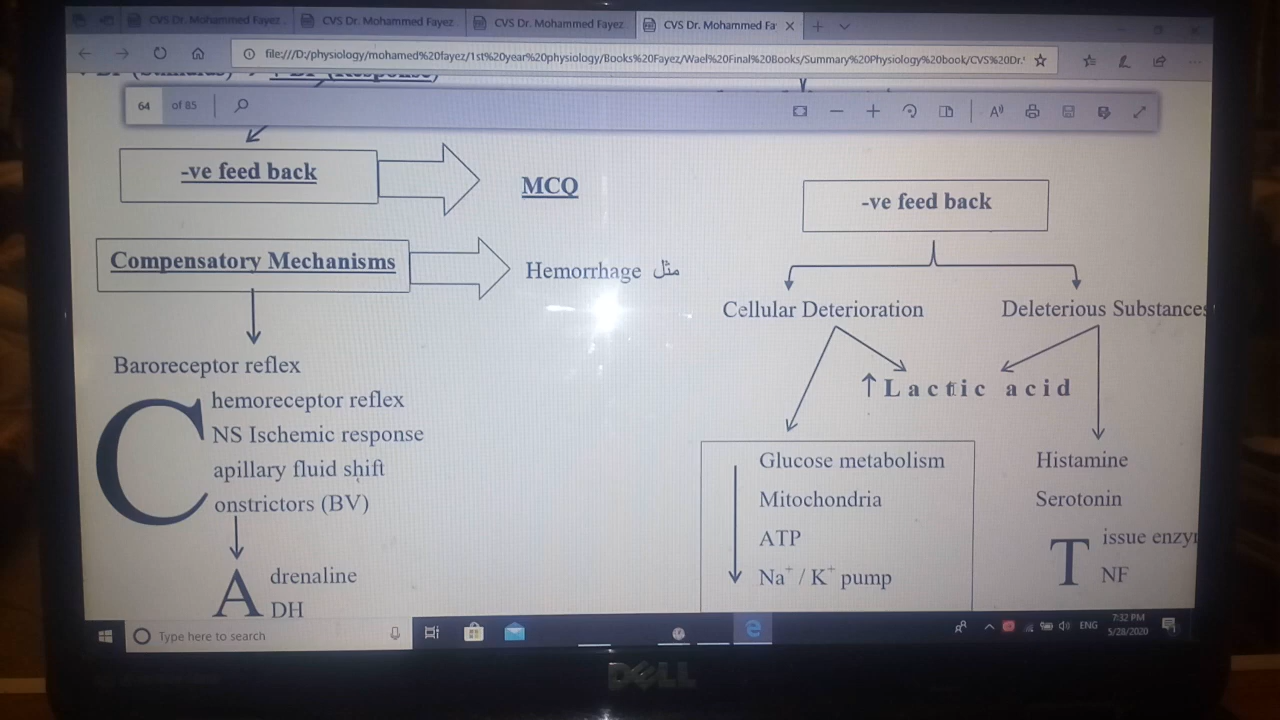 CVS Dr. Mohammed Fayez
CVS Dr. Mohammed Fayez
CVS Dr. Mohammed Fayez
CVS Dr. Mohammed Fa
file:///D:/physiology/mohamed%20fayez/1st%20year%20physiology/Books%20Fayez/Wael%20Final%20Books/Summary%20Physiology%20book/CVS%20Dr.
64 of 85
-ve feed back
MCQ
Compensatory Mechanisms
Hemorrhage مثل
Baroreceptor reflex
C
hemoreceptor reflex
NS Ischemic response
apillary fluid shift
onstrictors (BV)
A
drenaline
DH
-ve feed back
Cellular Deterioration
Deleterious Substances
↑ Lactic acid
Glucose metabolism
Mitochondria
ATP
Na+ / K+ pump
Histamine
Serotonin
T
issue
NF
Type here to search
ENG
7:32 PM
5/28/2020
DELL